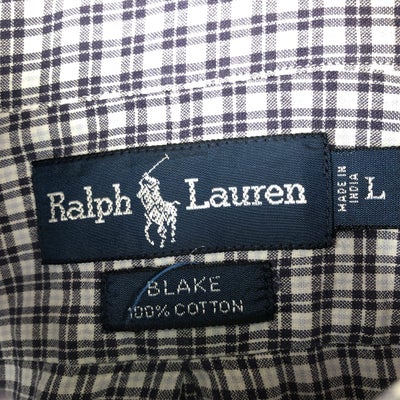 Ralph Lauren
MADE IN
INDIA
L
BLAKE
100% COTTON